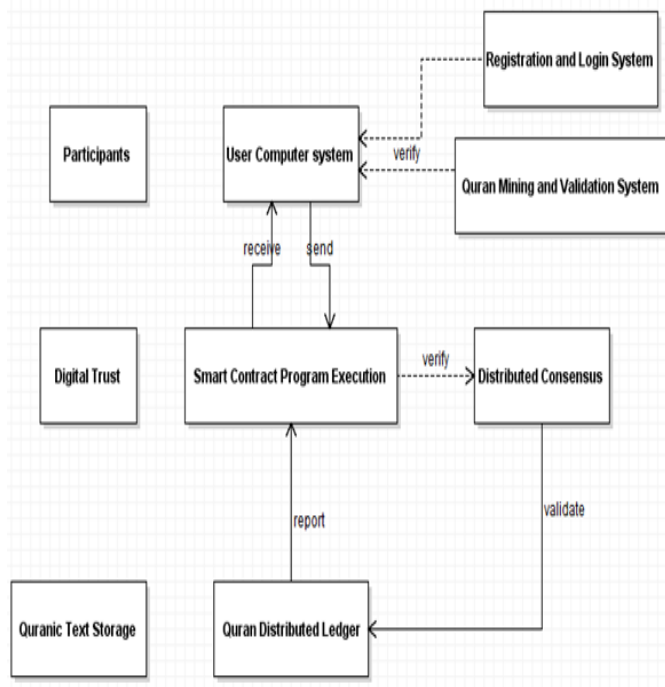 Registration and Login System
Participants
User Computer system
verify
Quran Mining and Validation System
receive
send
Digital Trust
Smart Contract Program Execution
verify
Distributed Consensus
report
validate
Quranic Text Storage
Quran Distributed Ledger